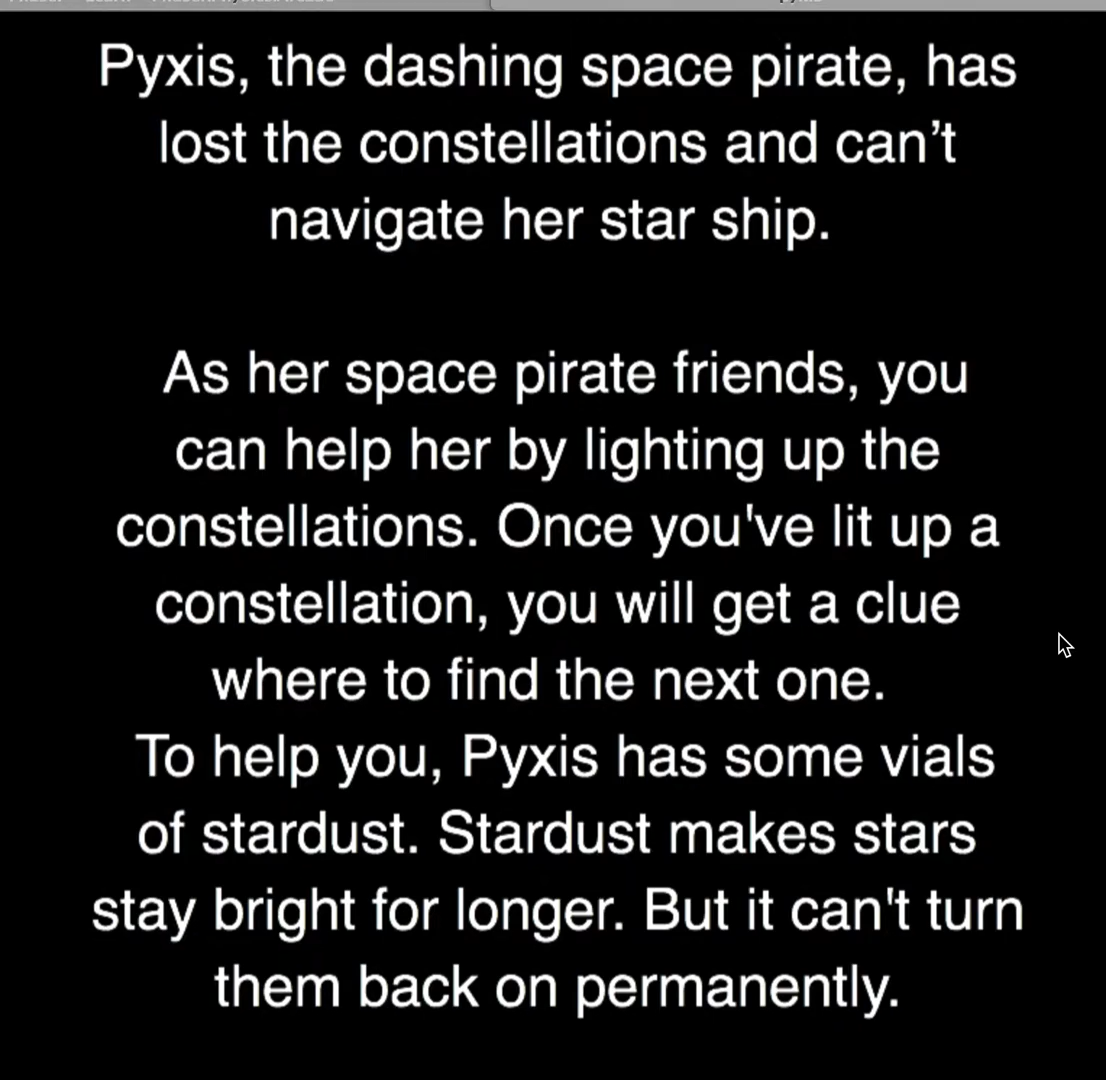 Pyxis, the dashing space pirate, has
lost the constellations and can’t
navigate her star ship.
As her space pirate friends, you
can help her by lighting up the
constellations. Once you've lit up a
constellation, you will get a clue
where to find the next one.
To help you, Pyxis has some vials
of stardust. Stardust makes stars
stay bright for longer. But it can't turn
them back on permanently.